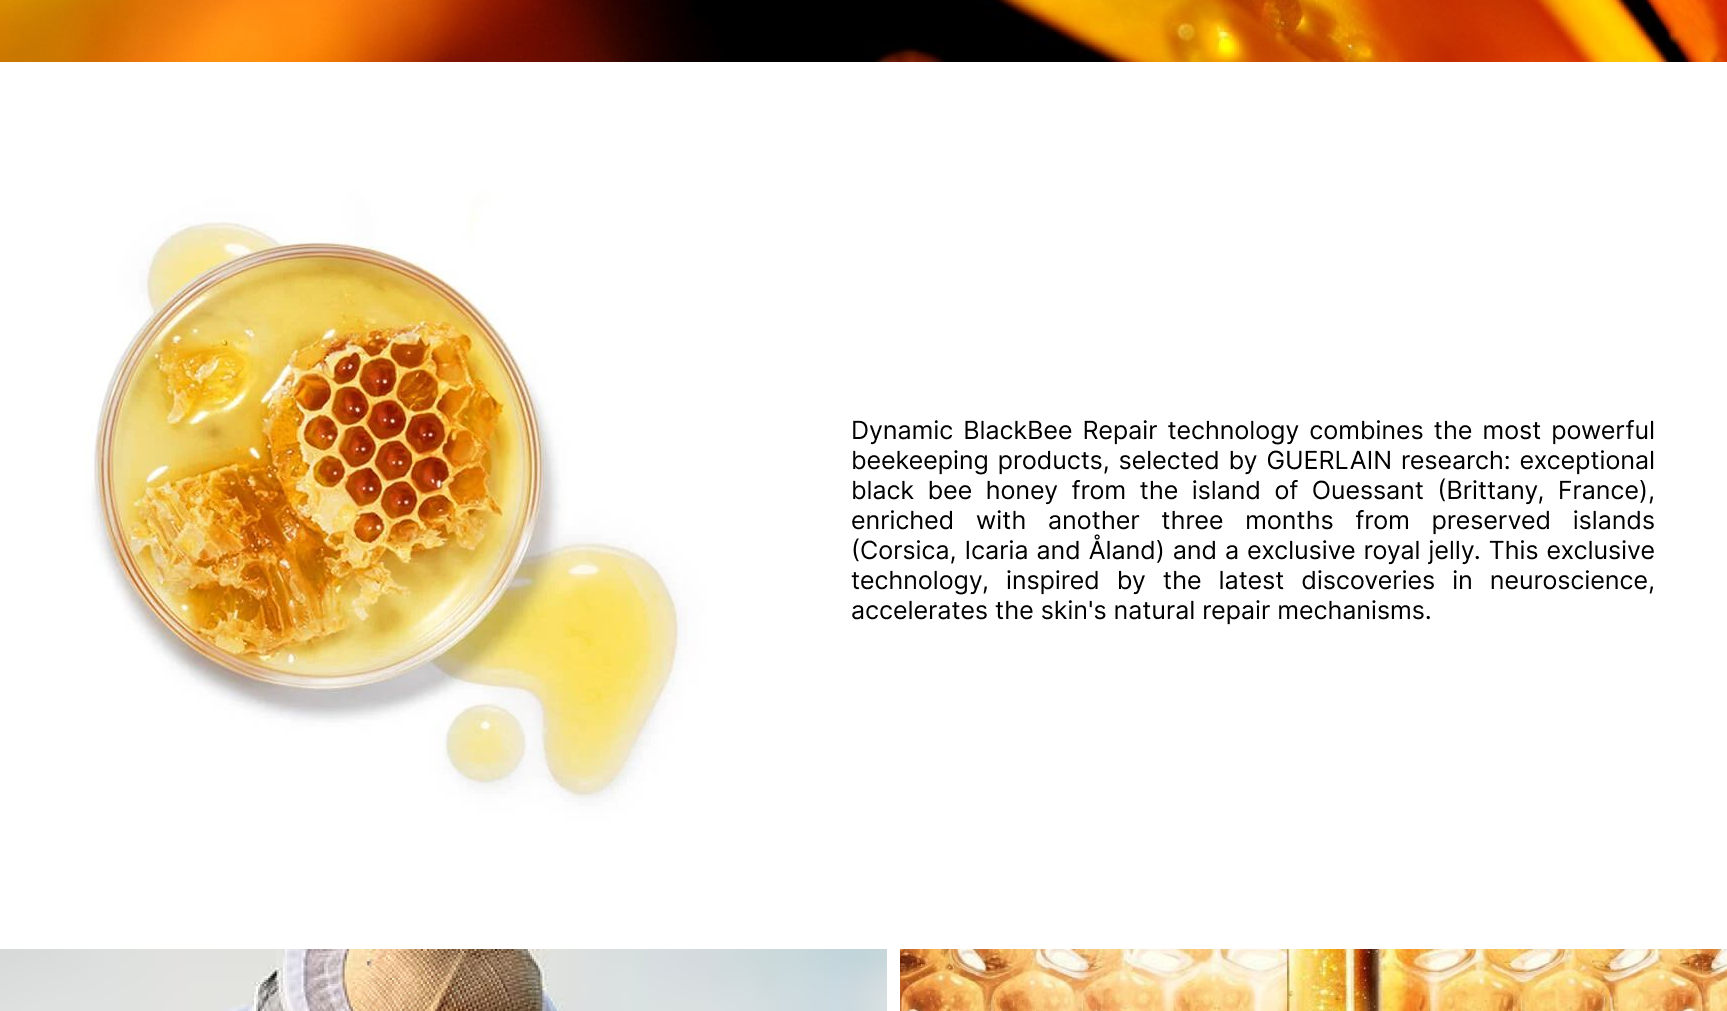 Dynamic BlackBee Repair technology combines the most powerful
beekeeping products, selected by GUERLAIN research: exceptional
black bee honey from the island of Ouessant (Brittany, France),
enriched with another three months from preserved islands
(Corsica, Icaria and Åland) and a exclusive royal jelly. This exclusive
technology, inspired by the latest discoveries in neuroscience,
accelerates the skin's natural repair mechanisms.